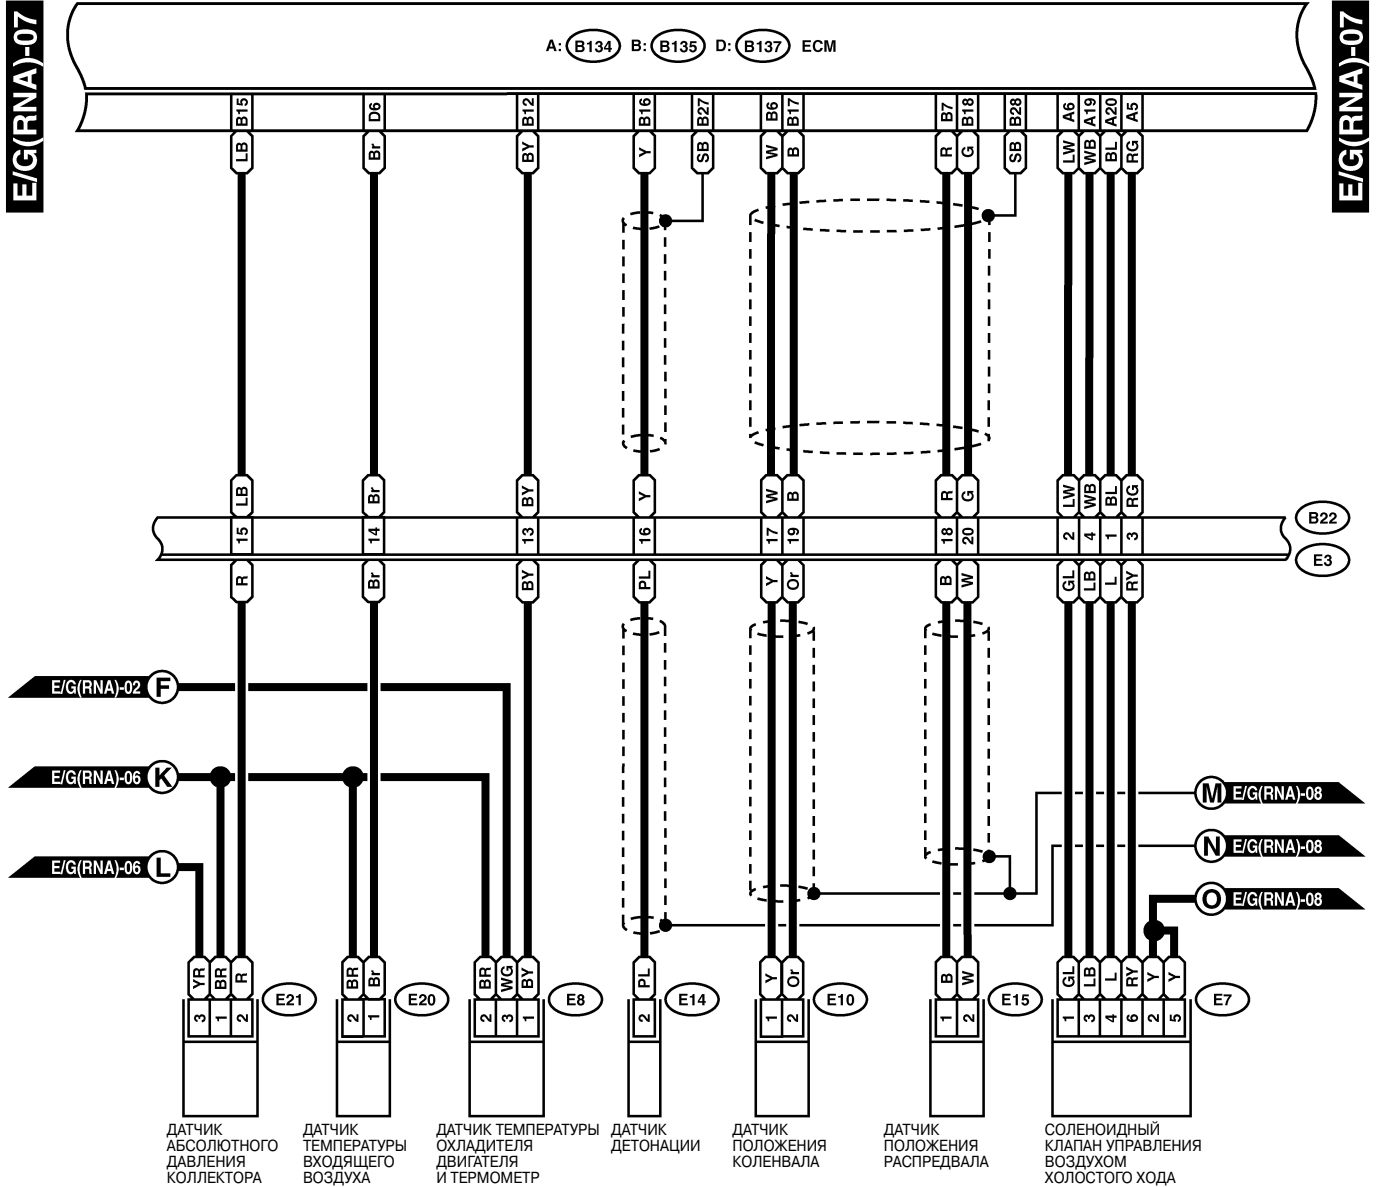 E/G(RNA)-07
E/G(RNA)-07
A: B134 B: B135 D: B137 ECM
B15 D6 B12 B16 B27 B6 B17 B7 B18 B28 A6 A19 A20 A5
LB Br BY Y SB W B R G SB LW WB BL RG
LB Br BY Y W B R G LW WB BL RG
B22
15 14 13 16 17 19 18 20 2 4 1 3
E3
R Br BY PL Y Or B W GL LB L RY
E/G(RNA)-02 F
E/G(RNA)-06 K
M E/G(RNA)-08
N E/G(RNA)-08
E/G(RNA)-06 L
O E/G(RNA)-08
YR BR R BR Br BR WG BY PL Y Or B W GL LB L RY Y Y
E21 E20 E8 E14 E10 E15 E7
3 1 2 2 1 2 3 1 2 1 2 1 2 1 3 4 6 2 5
ДАТЧИК
АБСОЛЮТНОГО
ДАВЛЕНИЯ
КОЛЛЕКТОРА
ДАТЧИК
ТЕМПЕРАТУРЫ
ВХОДЯЩЕГО
ВОЗДУХА
ДАТЧИК ТЕМПЕРАТУРЫ
ОХЛАДИТЕЛЯ
ДВИГАТЕЛЯ
И ТЕРМОМЕТР
ДАТЧИК
ДЕТОНАЦИИ
ДАТЧИК
ПОЛОЖЕНИЯ
КОЛЕНВАЛА
ДАТЧИК
ПОЛОЖЕНИЯ
РАСПРЕДВАЛА
СОЛЕНОИДНЫЙ
КЛАПАН УПРАВЛЕНИЯ
ВОЗДУХОМ
ХОЛОСТОГО ХОДА